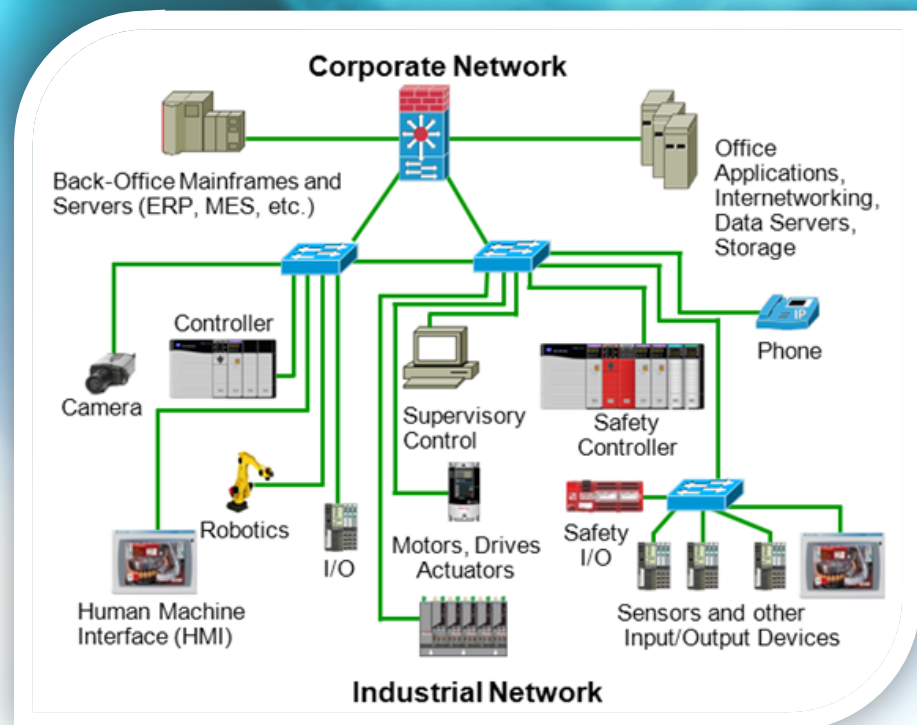 Corporate Network
Back-Office Mainframes and
Servers (ERP, MES, etc.)
Office
Applications,
Internetworking,
Data Servers,
Storage
Controller
Camera
Supervisory
Control
Safety
Controller
IP
Phone
Robotics
I/O
Motors, Drives
Actuators
Safety
I/O
Human Machine
Interface (HMI)
Sensors and other
Input/Output Devices
Industrial Network